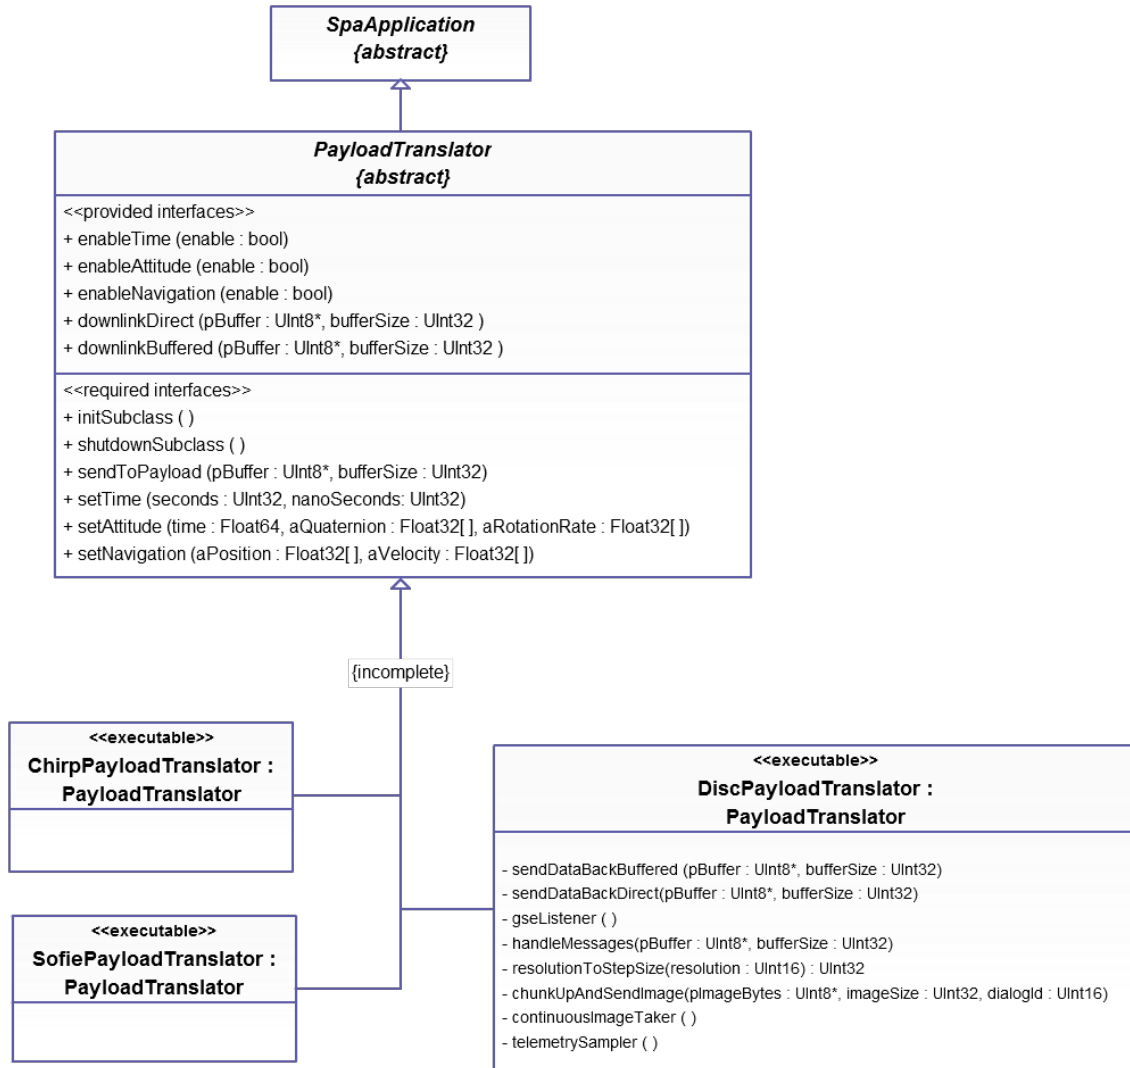 SpaApplication
{abstract}
PayloadTranslator
{abstract}
<<provided interfaces>>
+ enableTime (enable : bool)
+ enableAttitude (enable : bool)
+ enableNavigation (enable : bool)
+ downlinkDirect (pBuffer : UInt8*, bufferSize : UInt32 )
+ downlinkBuffered (pBuffer : UInt8*, bufferSize : UInt32 )
<<required interfaces>>
+ initSubclass ( )
+ shutdownSubclass ( )
+ sendToPayload (pBuffer : UInt8*, bufferSize : UInt32)
+ setTime (seconds : UInt32, nanoSeconds: UInt32)
+ setAttitude (time : Float64, aQuaternion : Float32[ ], aRotationRate : Float32[ ])
+ setNavigation (aPosition : Float32[ ], aVelocity : Float32[ ])
{incomplete}
<<executable>>
ChirpPayloadTranslator :
PayloadTranslator
<<executable>>
DiscPayloadTranslator :
PayloadTranslator
- sendDataBackBuffered (pBuffer : UInt8*, bufferSize : UInt32)
- sendDataBackDirect(pBuffer : UInt8*, bufferSize : UInt32)
- gseListener ( )
- handleMessages(pBuffer : UInt8*, bufferSize : UInt32)
- resolutionToStepSize(resolution : UInt16) : UInt32
- chunkUpAndSendImage(pImageBytes : UInt8*, imageSize : UInt32, dialogId : UInt16)
- continuousImageTaker ( )
- telemetrySampler ( )
<<executable>>
SofiePayloadTranslator :
PayloadTranslator